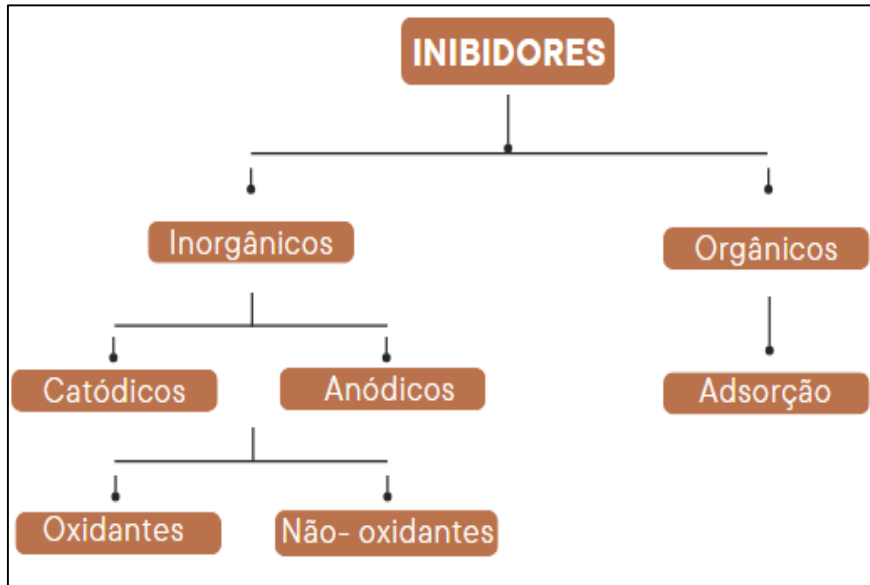 INIBIDORES
Inorgânicos
Orgânicos
Catódicos
Anódicos
Adsorção
Oxidantes
Não- oxidantes